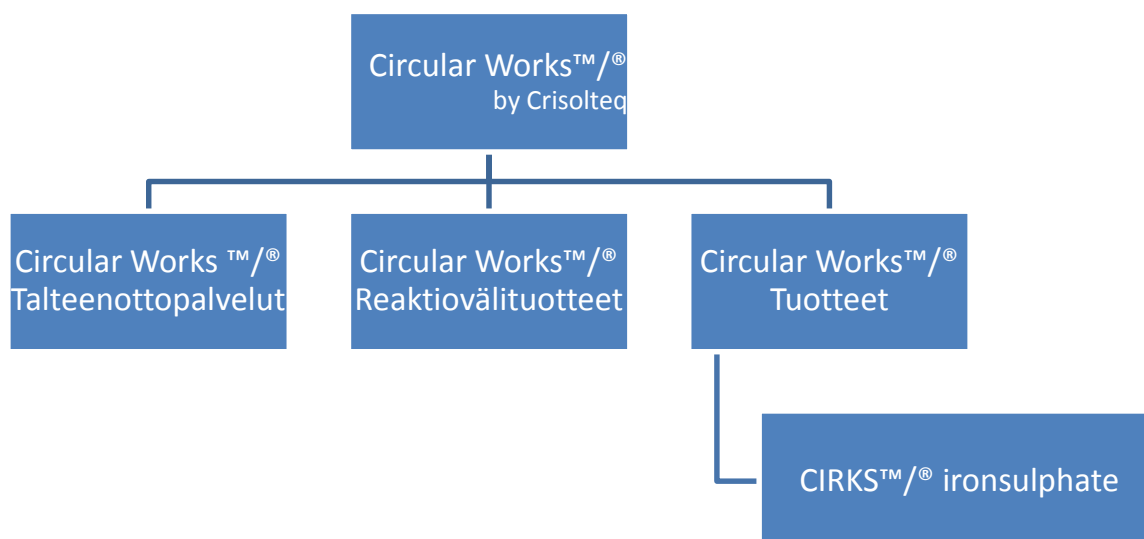 Circular Works™/®
by Crisolteq
Circular Works ™/®
Talteenottopalvelut
Circular Works™/®
Reaktiovälituotteet
Circular Works™/®
Tuotteet
CIRKS™/® ironsulphate